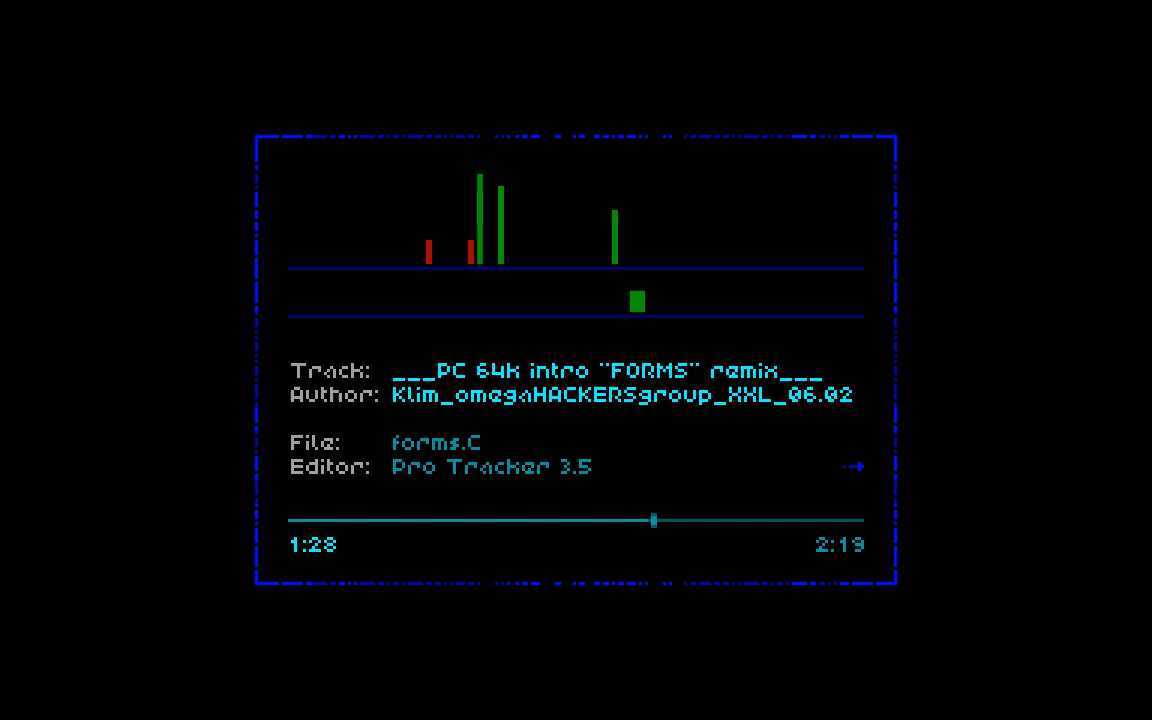 Track: ___PC 64k intro "FORMS" remix___
Author: Klim_omegaHACKERSgroup_XXL_06.02
File: forms.C
Editor: Pro Tracker 3.5
1:28 2:19